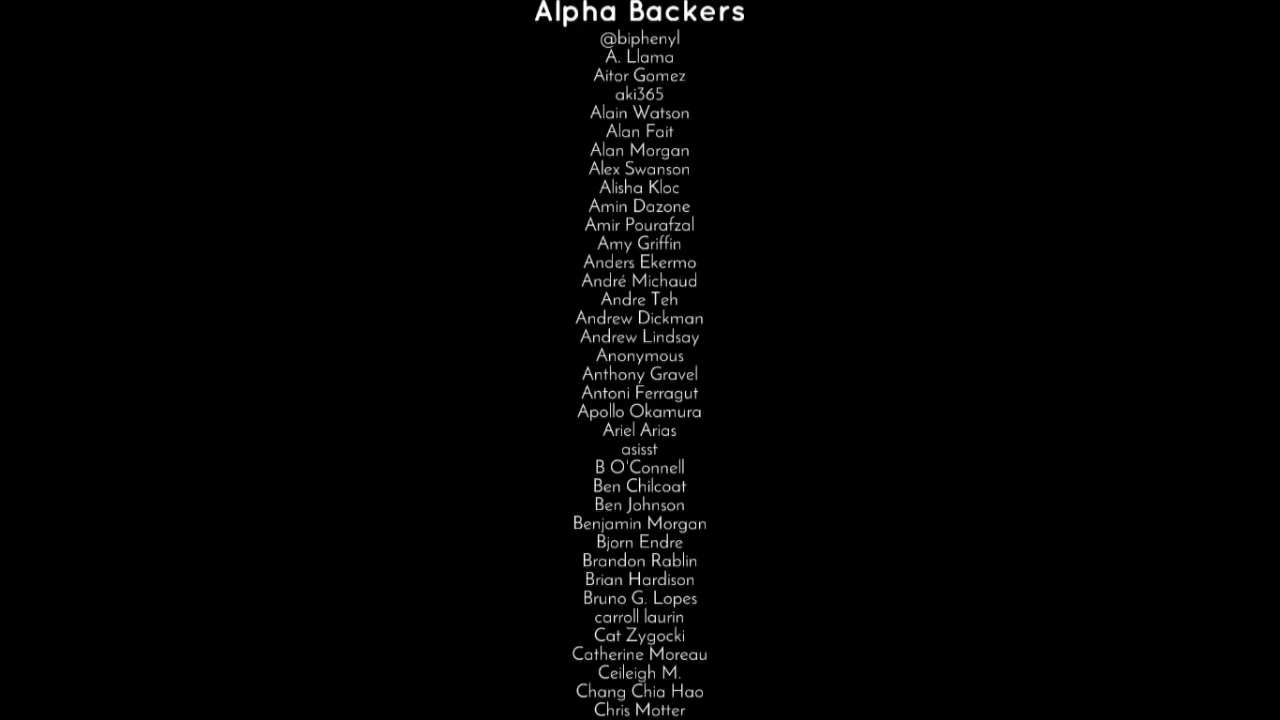 Alpha Backers
@biphenyl
A. Llama
Aitor Gomez
aki365
Alain Watson
Alan Fait
Alan Morgan
Alex Swanson
Alisha Kloc
Amin Dazone
Amir Pourafzal
Amy Griffin
Anders Ekermo
André Michaud
Andre Teh
Andrew Dickman
Andrew Lindsay
Anonymous
Anthony Gravel
Antoni Ferragut
Apollo Okamura
Ariel Arias
asisst
B O'Connell
Ben Chilcoat
Ben Johnson
Benjamin Morgan
Bjorn Endre
Brandon Rablin
Brian Hardison
Bruno G. Lopes
carroll laurin
Cat Zygocki
Catherine Moreau
Ceileigh M.
Chang Chia Hao
Chris Motter